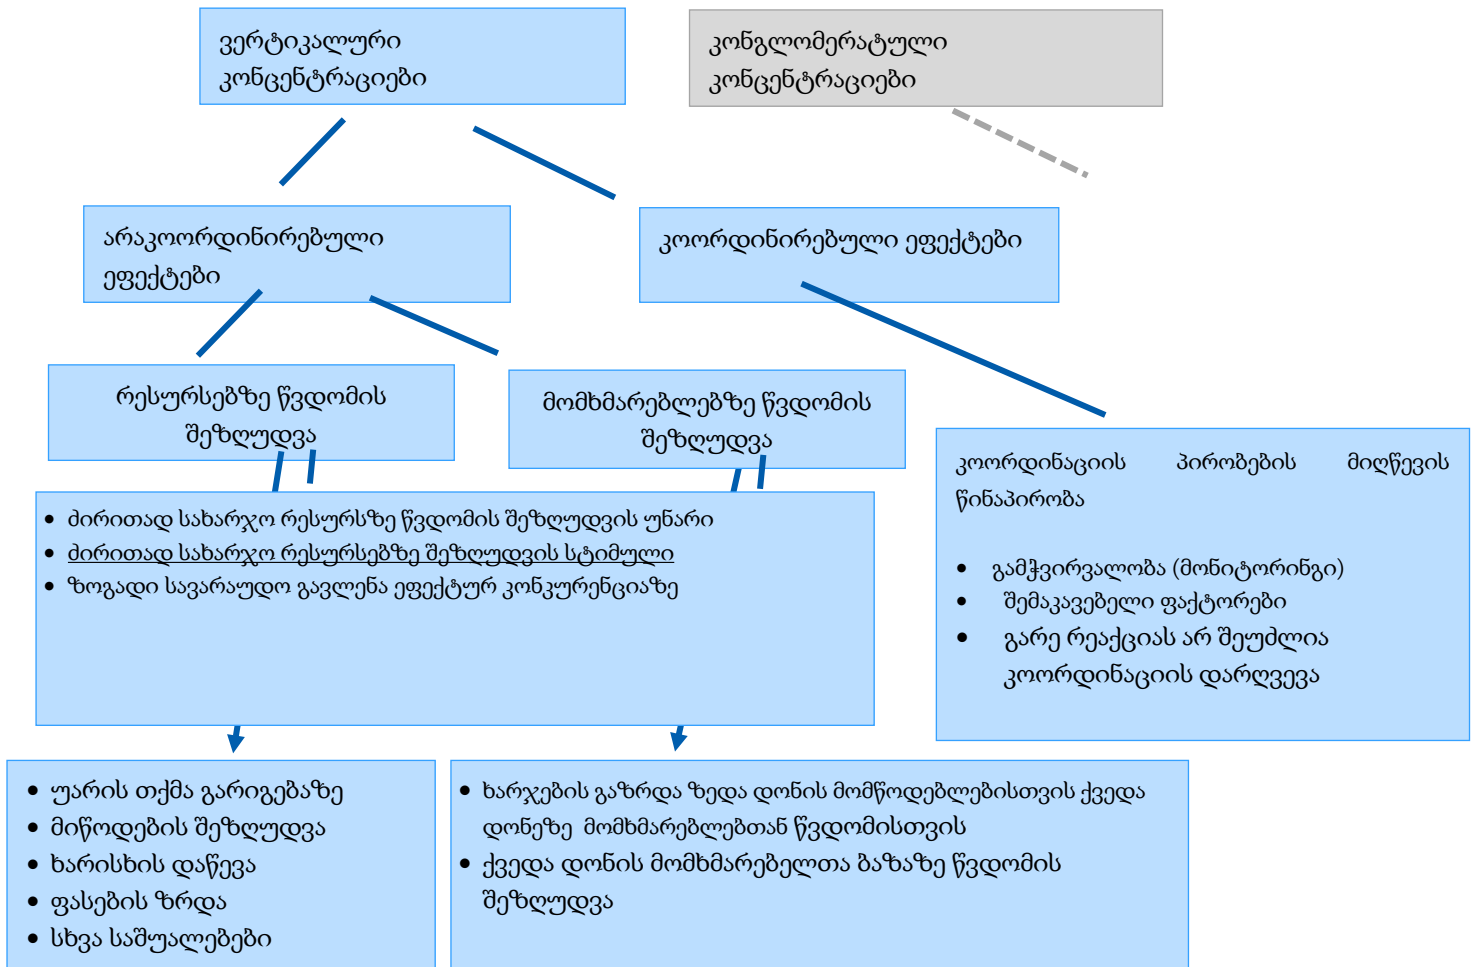 ვერტიკალური
კონცენტრაციები
კონგლომერატული
კონცენტრაციები
არაკოორდინირებული
ეფექტები
კოორდინირებული ეფექტები
რესურსებზე წვდომის
შეზღუდვა
მომხმარებლებზე წვდომის
შეზღუდვა
• ძირითად სახარჯო რესურსზე წვდომის შეზღუდვის უნარი
• ძირითად სახარჯო რესურსებზე შეზღუდვის სტიმული
• ზოგადი სავარაუდო გავლენა ეფექტურ კონკურენციაზე
კოორდინაციის პირობების მიღწევის
წინაპირობა
• გამჭვირვალობა (მონიტორინგი)
• შემაკავებელი ფაქტორები
• გარე რეაქციას არ შეუძლია
კოორდინაციის დარღვევა
• უარის თქმა გარიგებაზე
• მიწოდების შეზღუდვა
• ხარისხის დაწევა
• ფასების ზრდა
• სხვა საშუალებები
• ხარჯების გაზრდა ზედა დონის მომწოდებლებისთვის ქვედა
დონეზე მომხმარებლებთან წვდომისთვის
• ქვედა დონის მომხმარებელთა ბაზაზე წვდომის
შეზღუდვა